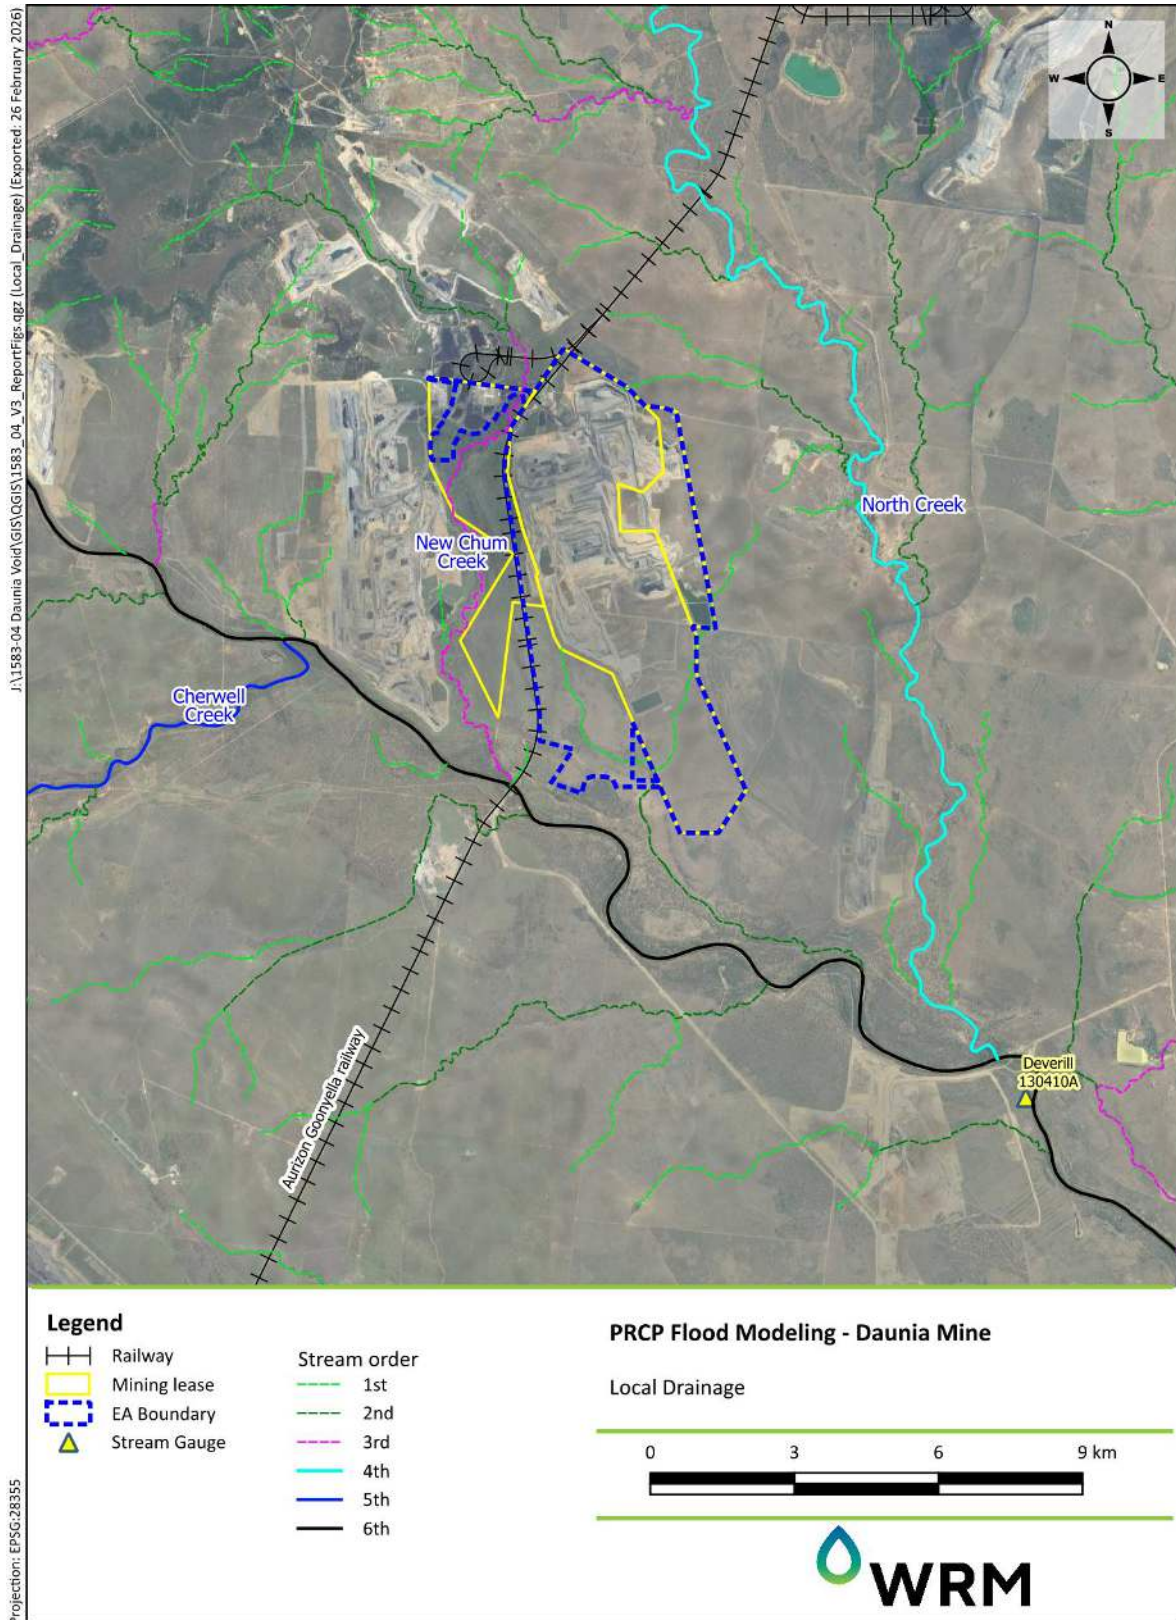 J:\1583-04 Daunia Void\GIS\QGIS\1583_04_V3_ReportFigs.qgz (Local_Drainage) (Exported: 26 February 2026)
N
W
E
S
North Creek
New Chum
Creek
Cherwell
Creek
Aurizon Goonyella railway
Deverill
130410A
Projection: EPSG:28355
Legend
Railway
Mining lease
EA Boundary
Stream Gauge
Stream order
1st
2nd
3rd
4th
5th
6th
PRCP Flood Modeling - Daunia Mine
Local Drainage
0 3 6 9 km
WRM